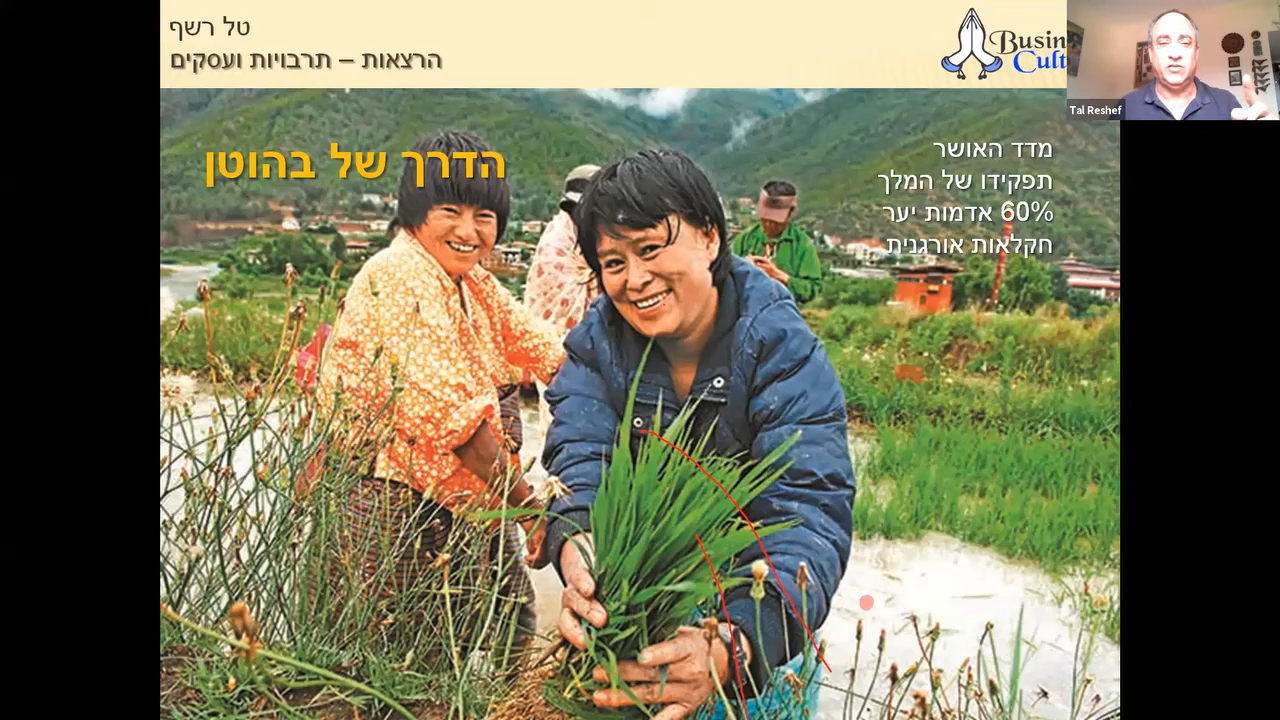 טל רשף
הרצאות – תרבויות ועסקים
Busin
Cult
Tal Reshef
הדרך של בהוטן
מדד האושר
תפקידו של המלך
60% אדמות יער
חקלאות אורגנית